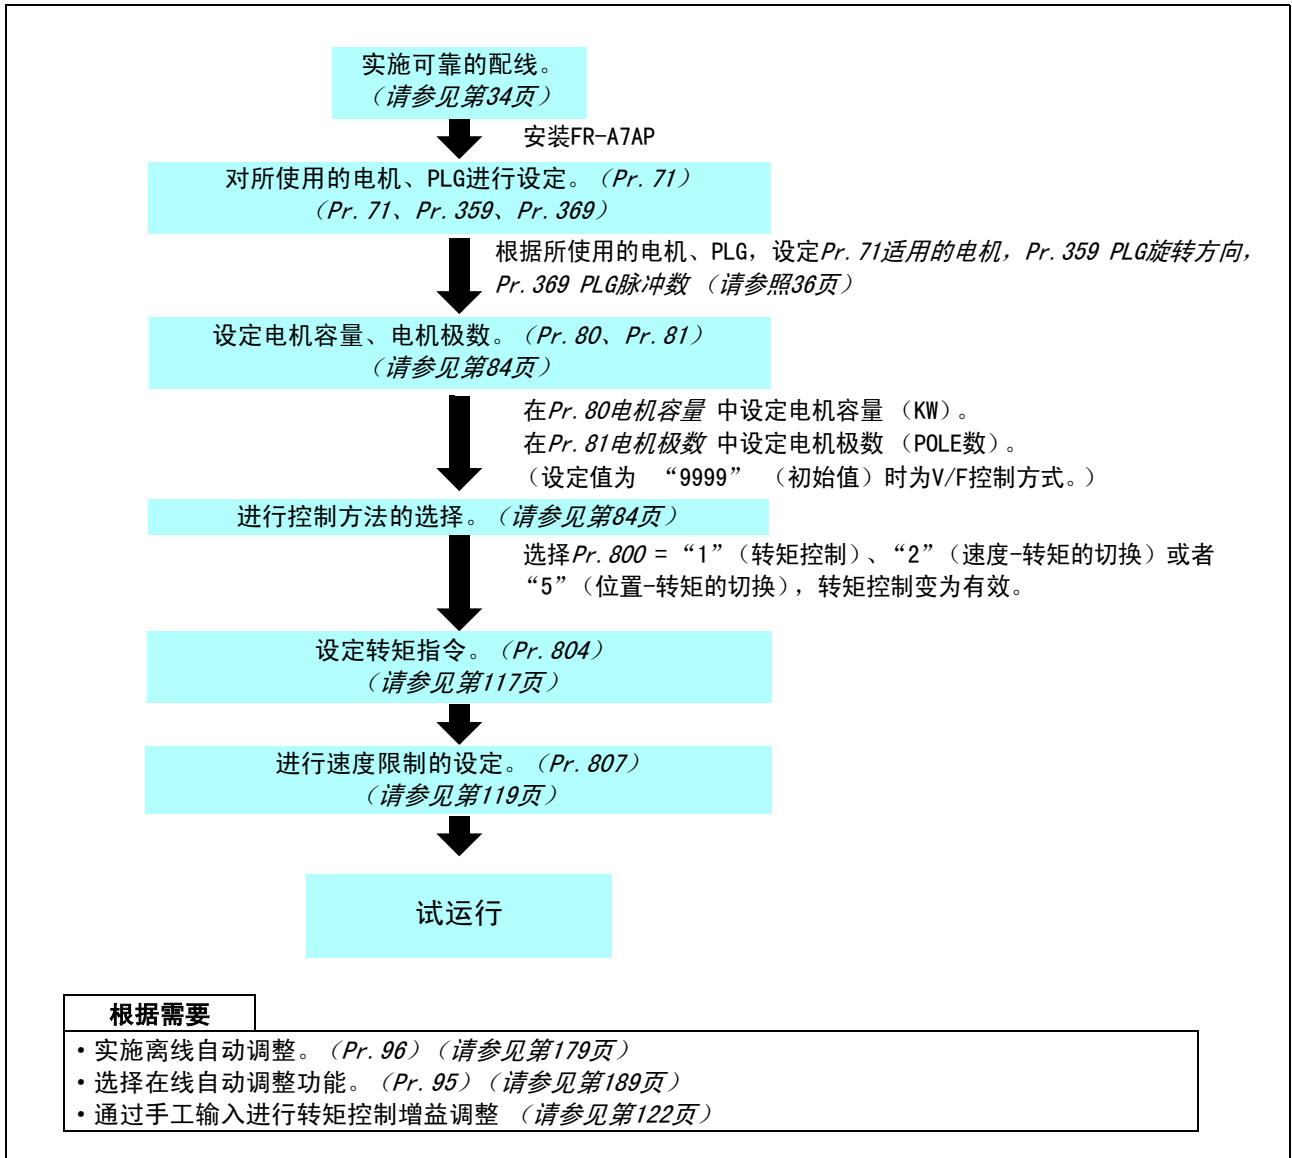 实施可靠的配线。
（请参见第34页）
安装FR-A7AP
对所使用的电机、PLG进行设定。（Pr. 71）
（Pr. 71、Pr. 359、Pr. 369）
根据所使用的电机、PLG，设定Pr. 71适用的电机，Pr. 359 PLG旋转方向，
Pr. 369 PLG脉冲数 （请参照36页）
设定电机容量、电机极数。（Pr. 80、Pr. 81）
（请参见第84页）
在Pr. 80电机容量 中设定电机容量 （KW）。
在Pr. 81电机极数 中设定电机极数 （POLE数）。
（设定值为 “9999” （初始值）时为V/F控制方式。）
进行控制方法的选择。（请参见第84页）
选择Pr. 800 = “1”（转矩控制）、“2”（速度-转矩的切换）或者
“5”（位置-转矩的切换），转矩控制变为有效。
设定转矩指令。（Pr. 804）
（请参见第117页）
进行速度限制的设定。（Pr. 807）
（请参见第119页）
试运行
根据需要
・实施离线自动调整。（Pr. 96）（请参见第179页）
・选择在线自动调整功能。（Pr. 95）（请参见第189页）
・通过手工输入进行转矩控制增益调整 （请参见第122页）